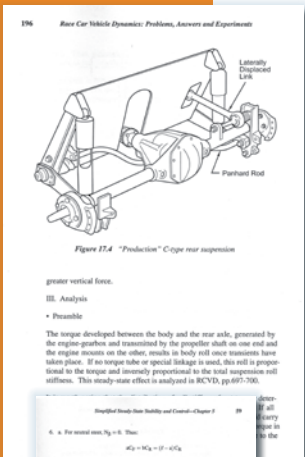 196 Race Car Vehicle Dynamics: Problems, Answers and Experiments
Laterally
Displaced
Link
Panhard Rod
Figure 17.4 "Production" C-type rear suspension
greater vertical force.
III. Analysis
• Preamble
The torque developed between the body and the rear axle, generated by
the engine-gearbox and transmitted by the propeller shaft on one end and
the engine mounts on the other, results in body roll once transients have
taken place. If no torque tube or special linkage is used, this roll is propor-
tional to the torque and inversely proportional to the total suspension roll
stiffness. This steady-state effect is analyzed in RCVD, pp.697-700.
deter-
If all
carry
rque in
to the
Simplified Steady-State Stability and Control—Chapter 5 59
6. a. For neutral steer, Nβ = 0. Thus: